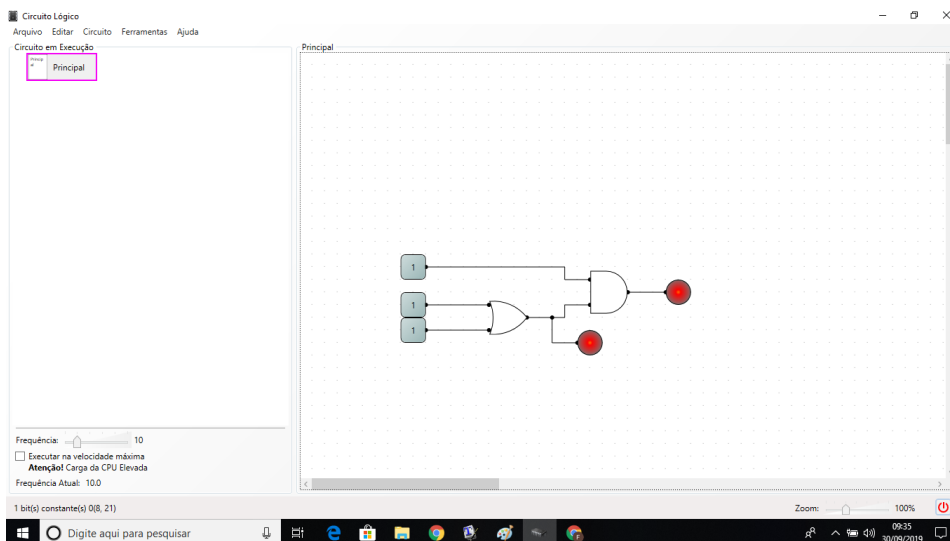 Circuito Lógico
Arquivo Editar Circuito Ferramentas Ajuda
Circuito em Execução
Principal
Princip
al
Principal
1
1
1
Frequência: 10
Executar na velocidade máxima
Atenção! Carga da CPU Elevada
Frequência Atual: 10.0
1 bit(s) constante(s) 0(8, 21)
Zoom: 100%
Digite aqui para pesquisar
09:35
30/09/2019